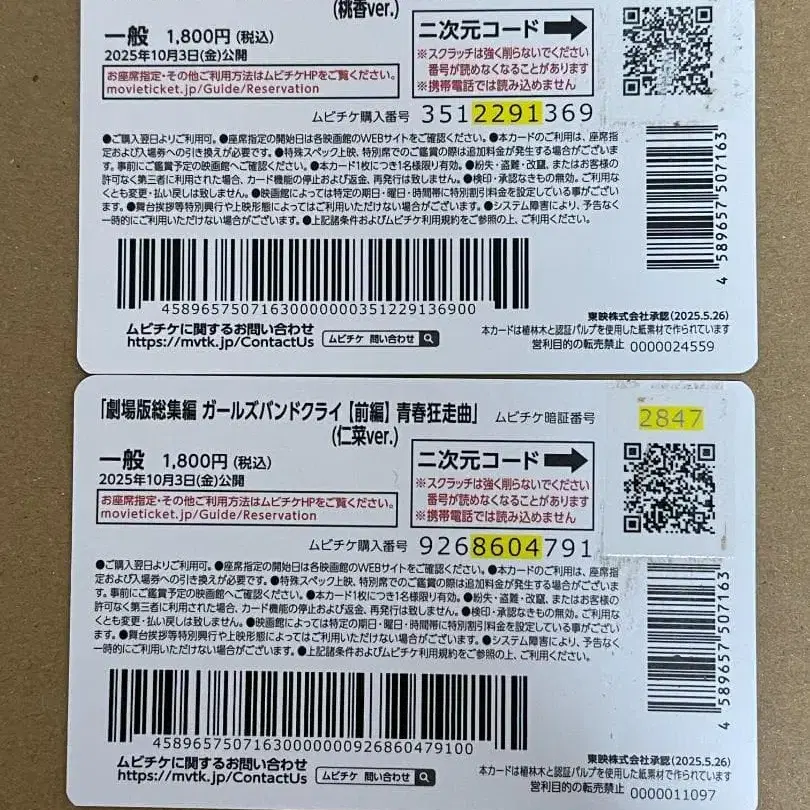 (桃香ver.)
一般 1,800円(税込)
2025年10月3日(金)公開
お座席指定・その他ご利用方法はムビチケHPをご覧ください。
movieticket.jp/Guide/Reservation
二次元コード
※スクラッチは強く削らないでください
番号が読めなくなることがあります
※携帯電話では読み込めません
ムビチケ購入番号 3512291369
●ご購入翌日よりご利用可。●座席指定の開始日は各映画館のWEBサイトをご確認ください。●本カードのご利用は、座席指
定および入場券への引き換えが必要です。●特殊スペック上映、特別席でのご鑑賞の際は追加料金が発生する場合がございま
す。事前にご鑑賞予定の映画館へご確認ください。●本カード1枚につき1名様限り有効。●紛失・盗難・改竄、またはお客様の
許可なく第三者に利用された場合、カード機能の停止および返金、再発行は致しません。●検印・承認なきもの無効。ご利用な
くとも変更・払い戻しは致しません。●映画館によっては特定の期日・曜日・時間帯に特別割引料金を設定している事がござい
ます。●舞台挨拶等特別興行や上映形態によってはご利用いただけない場合がございます。●システム障害により、予告なく
一時的にご利用いただけない場合がございます。●上記諸条件およびムビチケ利用規約をご参照の上、ご利用ください。
4 589657 507163
4589657507163000000035122913690​0
ムビチケに関するお問い合わせ
https://mvtk.jp/ContactUs ムビチケ 問い合わせ
東映株式会社承認(2025.5.26)
本カードは植林木と認証パルプを使用した紙素材で作られています
営利目的の転売禁止 0000024559
「劇場版総集編 ガールズバンドクライ【前編】 青春狂走曲」
(仁菜ver.)
ムビチケ暗証番号 2847
一般 1,800円(税込)
2025年10月3日(金)公開
お座席指定・その他ご利用方法はムビチケHPをご覧ください。
movieticket.jp/Guide/Reservation
二次元コード
※スクラッチは強く削らないでください
番号が読めなくなることがあります
※携帯電話では読み込めません
ムビチケ購入番号 9268604791
●ご購入翌日よりご利用可。●座席指定の開始日は各映画館のWEBサイトをご確認ください。●本カードのご利用は、座席指
定および入場券への引き換えが必要です。●特殊スペック上映、特別席でのご鑑賞の際は追加料金が発生する場合がございま
す。事前にご鑑賞予定の映画館へご確認ください。●本カード1枚につき1名様限り有効。●紛失・盗難・改竄、またはお客様の
許可なく第三者に利用された場合、カード機能の停止および返金、再発行は致しません。●検印・承認なきもの無効。ご利用な
くとも変更・払い戻しは致しません。●映画館によっては特定の期日・曜日・時間帯に特別割引料金を設定している事がござい
ます。●舞台挨拶等特別興行や上映形態によってはご利用いただけない場合がございます。●システム障害により、予告なく
一時的にご利用いただけない場合がございます。●上記諸条件およびムビチケ利用規約をご参照の上、ご利用ください。
4 589657 507163
45896575071630000000926860479100
ムビチケに関するお問い合わせ
https://mvtk.jp/ContactUs ムビチケ 問い合わせ
東映株式会社承認(2025.5.26)
本カードは植林木と認証パルプを使用した紙素材で作られています
営利目的の転売禁止 0000011097